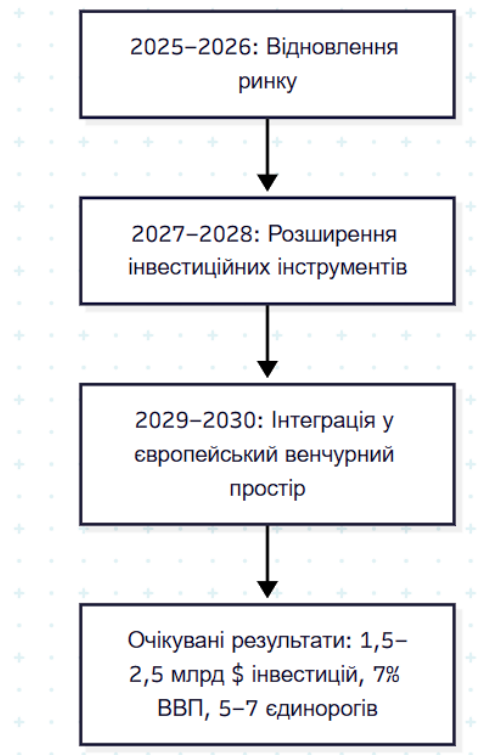 2025–2026: Відновлення
ринку
2027–2028: Розширення
інвестиційних інструментів
2029–2030: Інтеграція у
європейський венчурний
простір
Очікувані результати: 1,5–
2,5 млрд $ інвестицій, 7%
ВВП, 5–7 єдинорогів